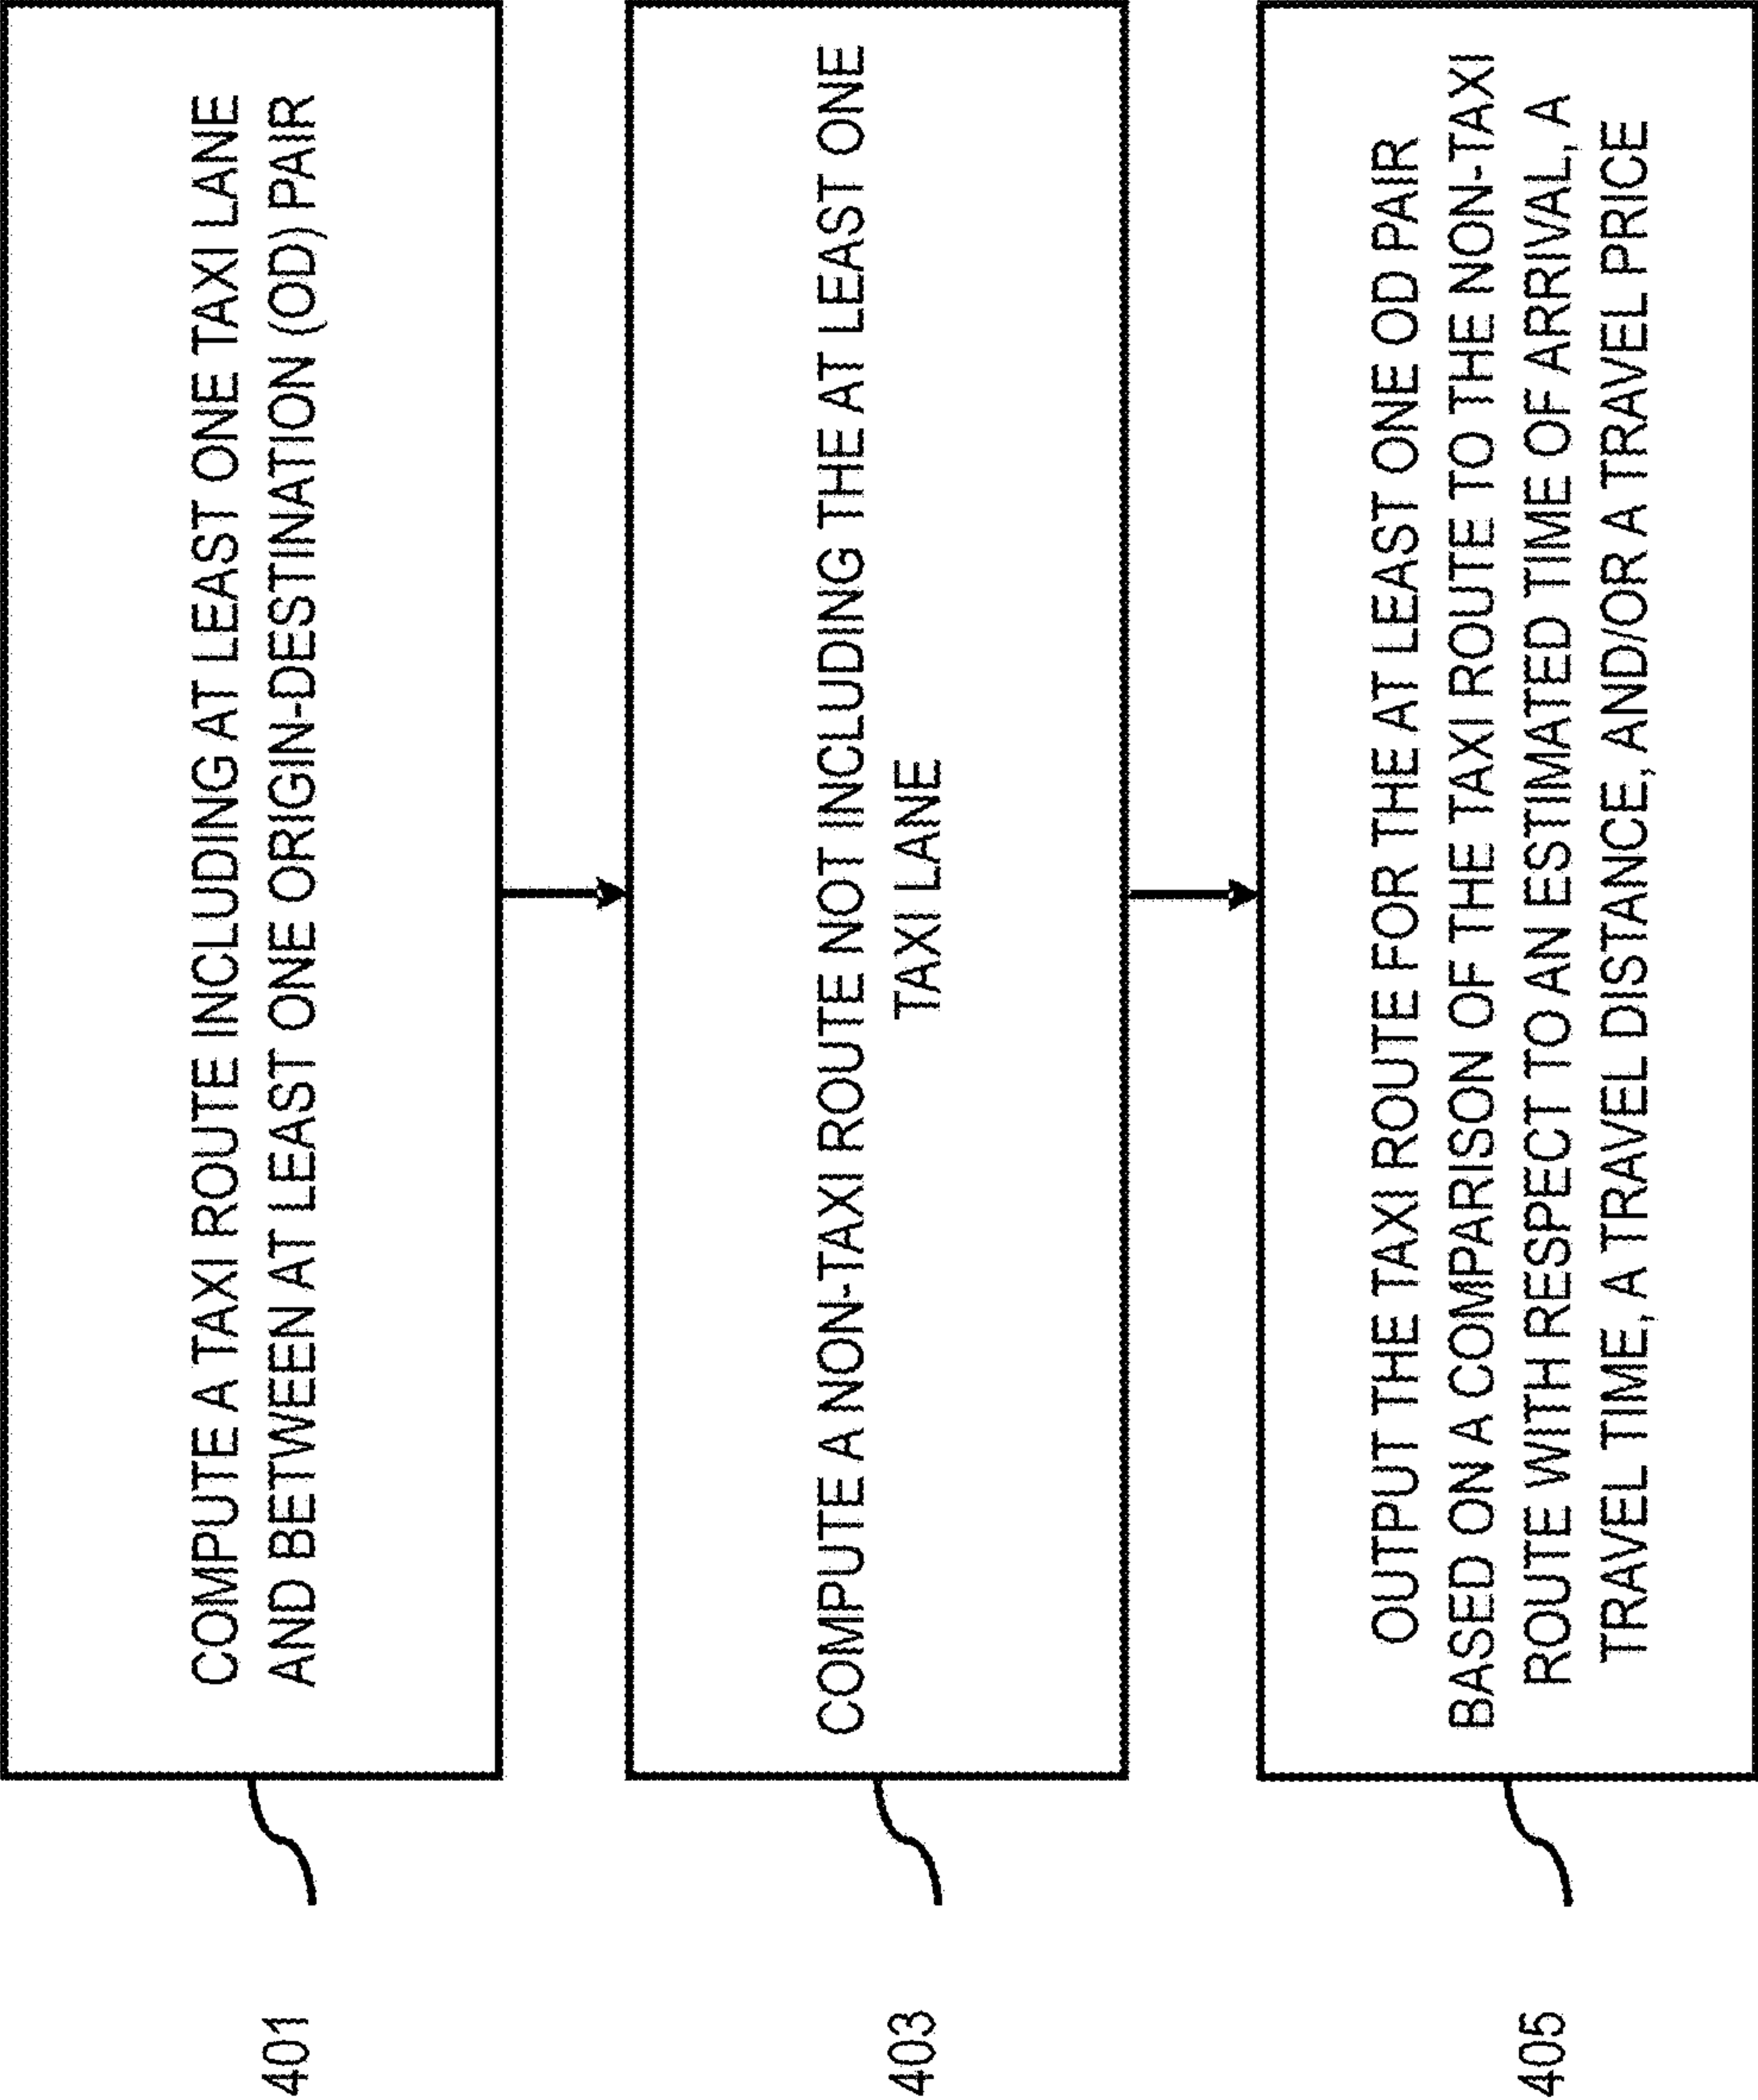 401
COMPUTE A TAXI ROUTE INCLUDING AT LEAST ONE TAXI LANE
AND BETWEEN AT LEAST ONE ORIGIN-DESTINATION (OD) PAIR
403
COMPUTE A NON-TAXI ROUTE NOT INCLUDING THE AT LEAST ONE
TAXI LANE
405
OUTPUT THE TAXI ROUTE FOR THE AT LEAST ONE OD PAIR
BASED ON A COMPARISON OF THE TAXI ROUTE TO THE NON-TAXI
ROUTE WITH RESPECT TO AN ESTIMATED TIME OF ARRIVAL, A
TRAVEL TIME, A TRAVEL DISTANCE, AND/OR A TRAVEL PRICE